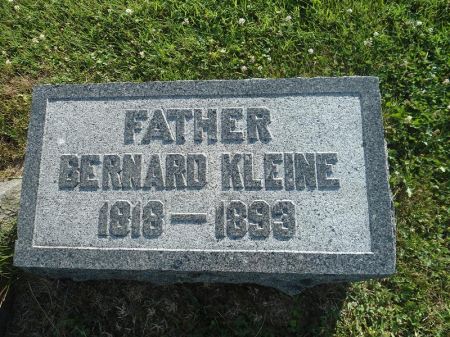 FATHER
BERNARD KLEINE
1818 — 1893